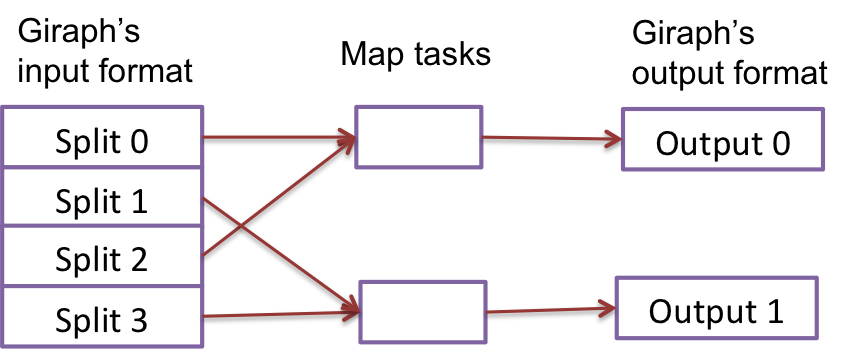 Giraph's
input format
Map tasks
Giraph's
output format
Split 0
Split 1
Split 2
Split 3
Output 0
Output 1